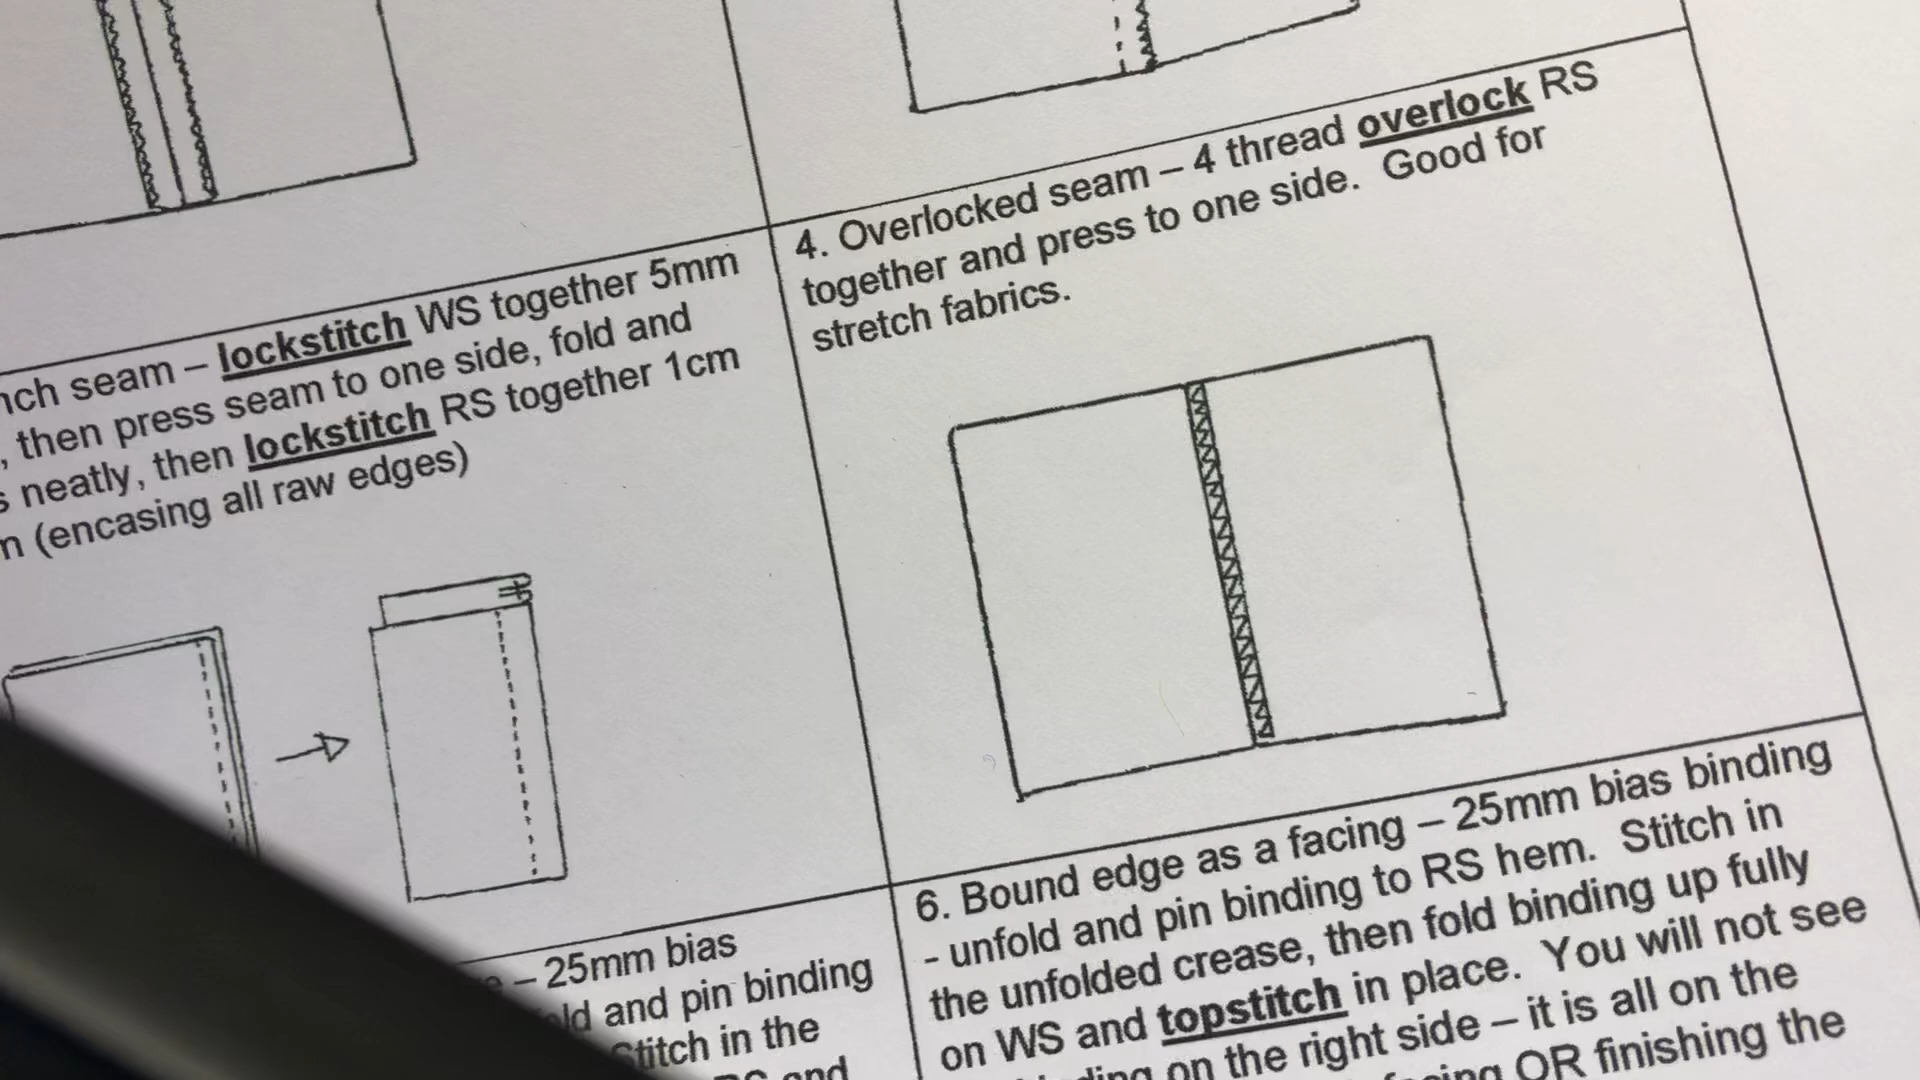 seam – lockstitch WS together 5mm
, then press seam to one side, fold and
neatly, then lockstitch RS together 1cm
(encasing all raw edges)
4. Overlocked seam – 4 thread overlock RS
together and press to one side. Good for
stretch fabrics.
– 25mm bias
and pin binding
Stitch in the
and
6. Bound edge as a facing – 25mm bias binding
- unfold and pin binding to RS hem. Stitch in
the unfolded crease, then fold binding up fully
on WS and topstitch in place. You will not see
on the right side – it is all on the
OR finishing the